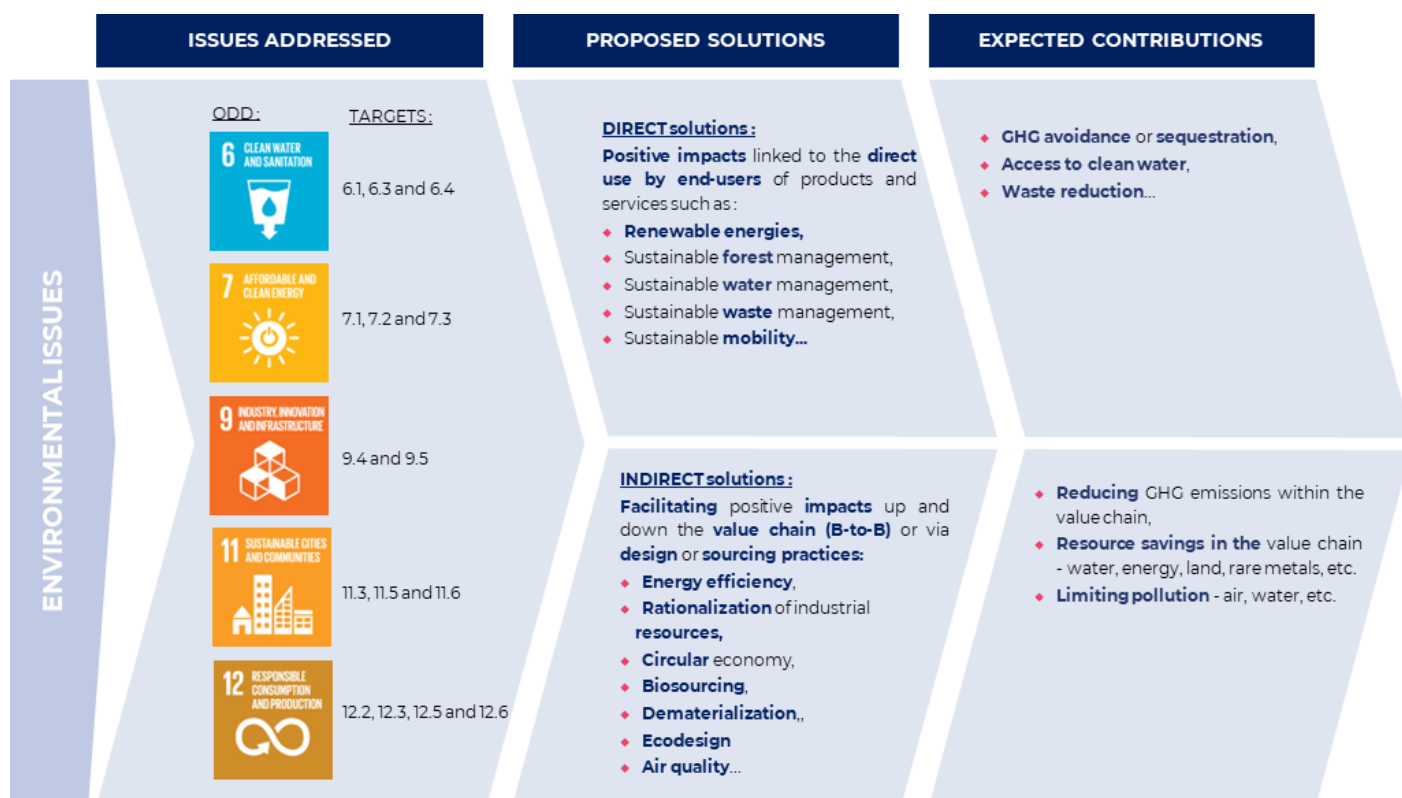 ISSUES ADDRESSED
PROPOSED SOLUTIONS
EXPECTED CONTRIBUTIONS
ENVIRONMENTAL ISSUES
ODD :
TARGETS :
6 CLEAN WATER
AND SANITATION
6.1, 6.3 and 6.4
7 AFFORDABLE AND
CLEAN ENERGY
7.1, 7.2 and 7.3
9 INDUSTRY, INNOVATION
AND INFRASTRUCTURE
9.4 and 9.5
11 SUSTAINABLE CITIES
AND COMMUNITIES
11.3, 11.5 and 11.6
12 RESPONSIBLE
CONSUMPTION
AND PRODUCTION
12.2, 12.3, 12.5 and 12.6
DIRECT solutions :
Positive impacts linked to the direct
use by end-users of products and
services such as :
Renewable energies,
Sustainable forest management,
Sustainable water management,
Sustainable waste management,
Sustainable mobility...
INDIRECT solutions :
Facilitating positive impacts up and
down the value chain (B-to-B) or via
design or sourcing practices:
Energy efficiency,
Rationalization of industrial
resources,
Circular economy,
Biosourcing,
Dematerialization,,
Ecodesign
Air quality...
GHG avoidance or sequestration,
Access to clean water,
Waste reduction...
Reducing GHG emissions within the
value chain,
Resource savings in the value chain
- water, energy, land, rare metals, etc.
Limiting pollution - air, water, etc.